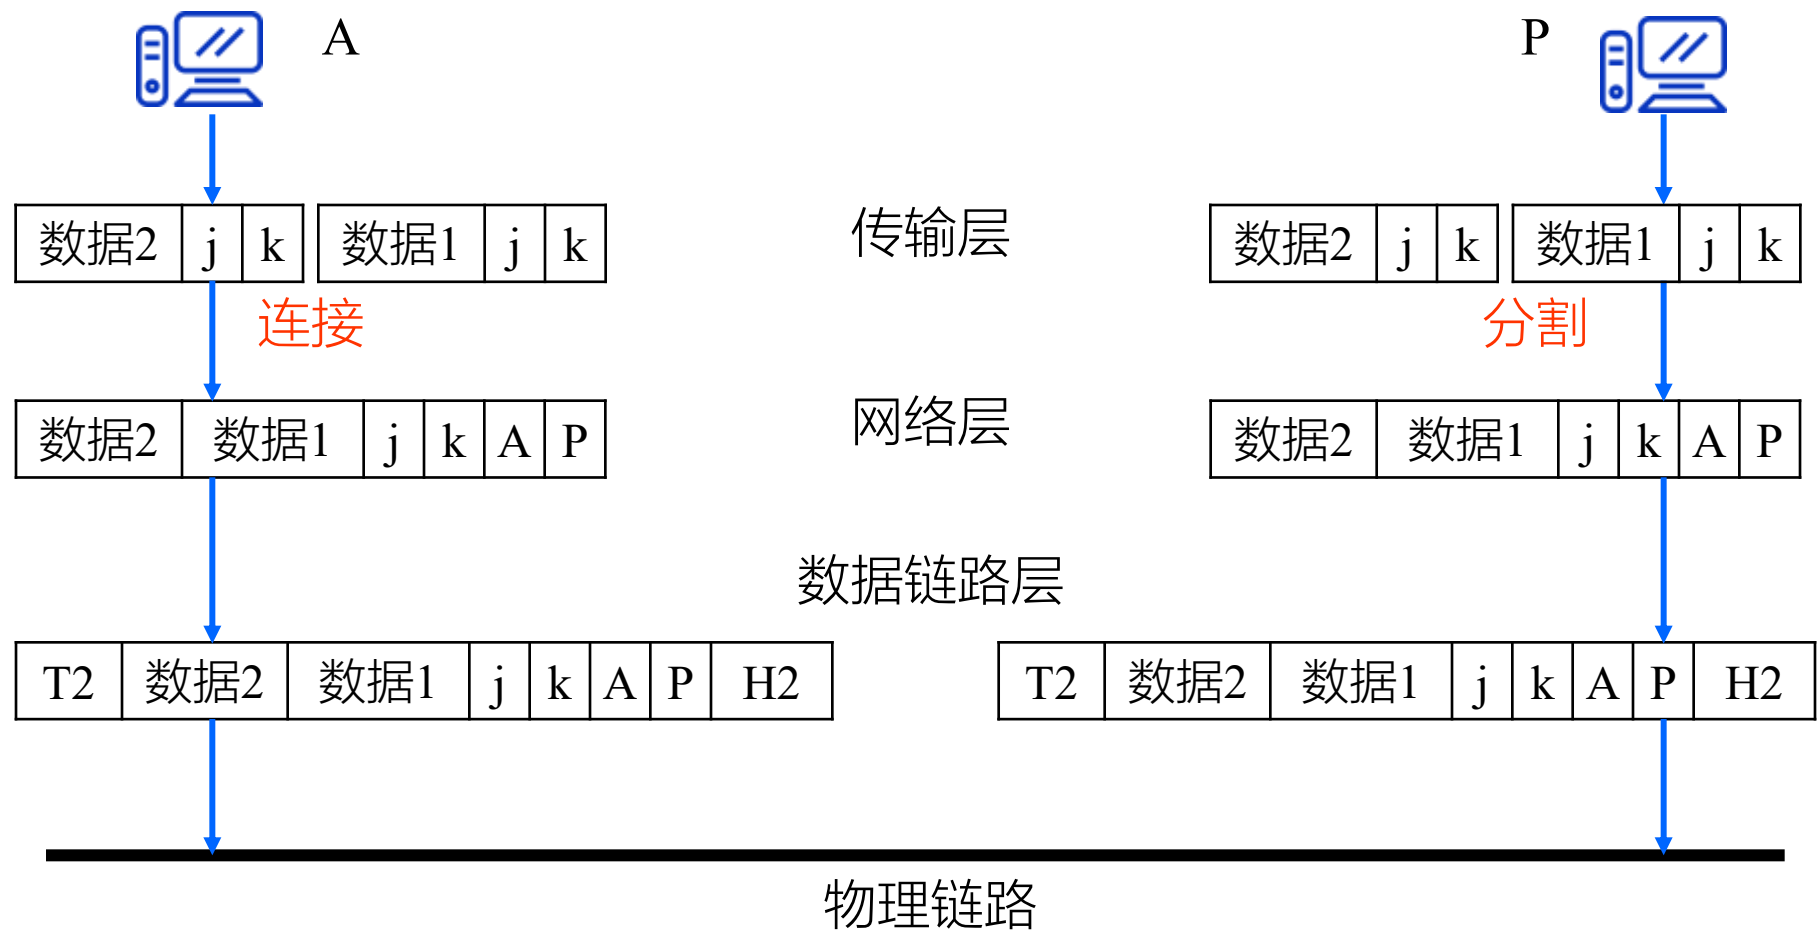 A P
数据2 j k 数据1 j k 传输层 数据2 j k 数据1 j k
连接 分割
数据2 数据1 j k A P 网络层 数据2 数据1 j k A P
数据链路层
T2 数据2 数据1 j k A P H2 T2 数据2 数据1 j k A P H2
物理链路